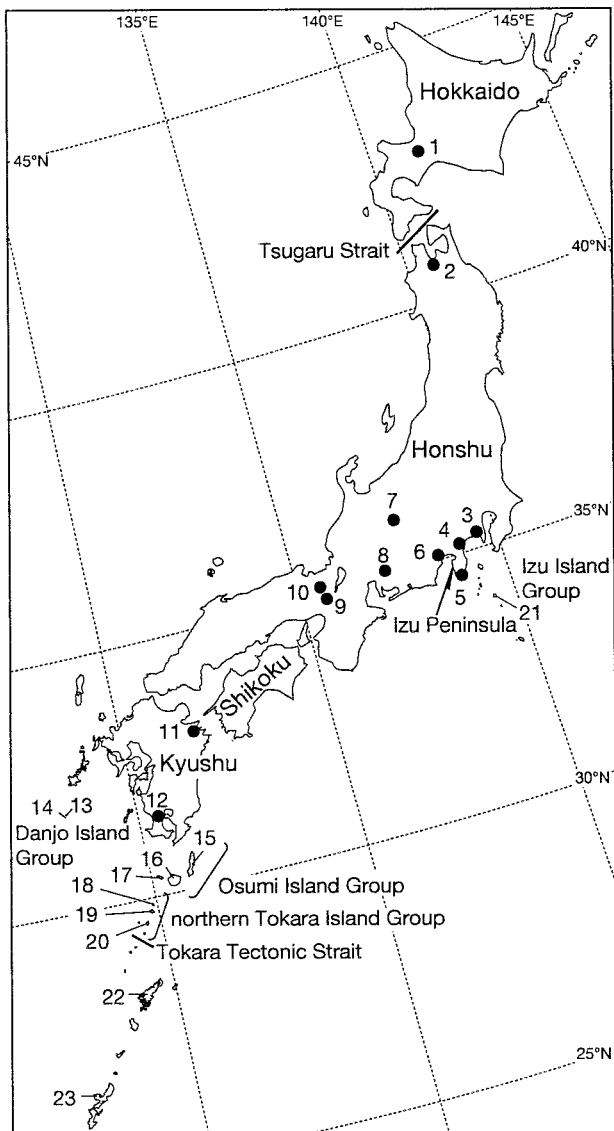 135°E
140°E
145°E
Hokkaido
45°N
1
Tsugaru Strait
40°N
2
Honshu
7
3
4
35°N
8
6
Izu Island
Group
10
9
5
21
Izu Peninsula
Shikoku
11
Kyushu
30°N
14
13
12
Danjo Island
Group
15
16
17
Osumi Island Group
18
19
northern Tokara Island Group
20
Tokara Tectonic Strait
22
25°N
23